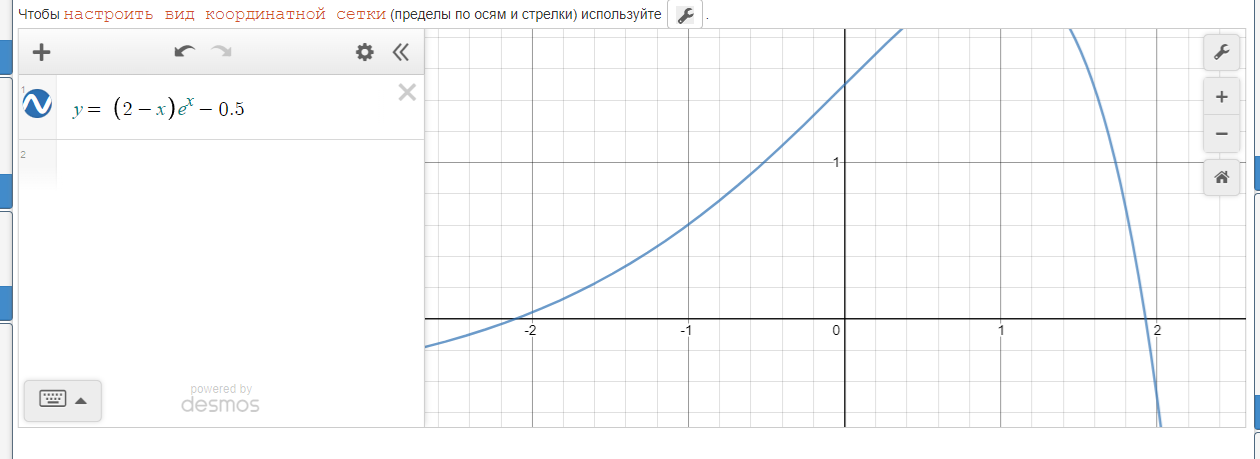 Чтобы настроить вид координатной сетки (пределы по осям и стрелки) используйте .
1
y = (2 − x)eˣ − 0.5
2
powered by
desmos
1
-2 -1 0 1 2
+
−